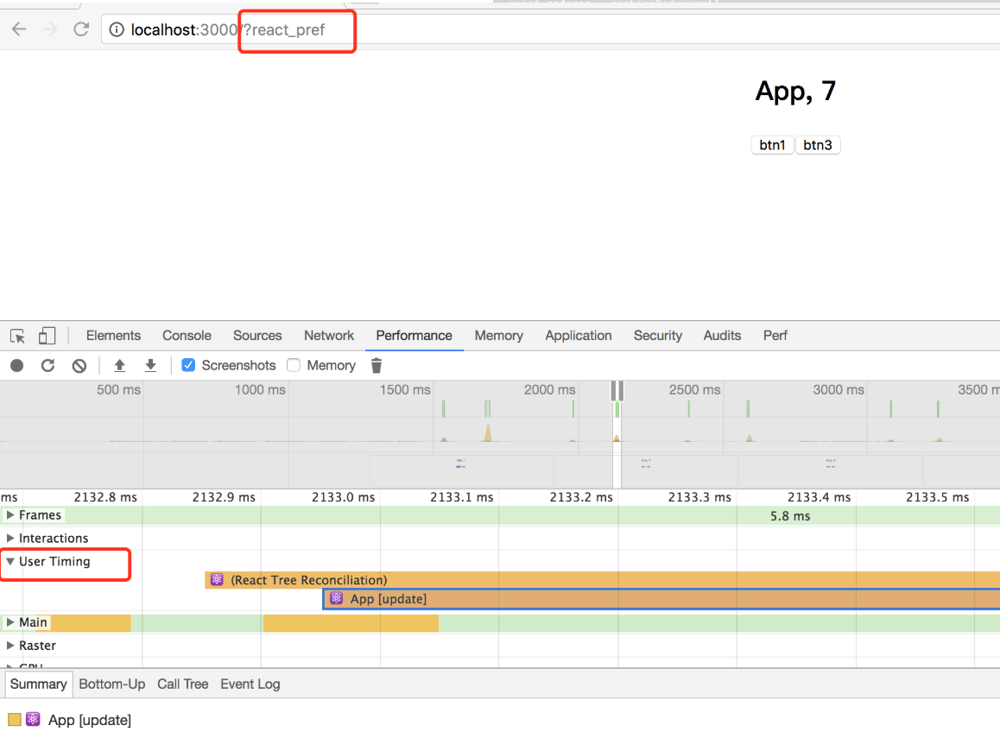 localhost:3000/?react_pref
App, 7
btn1 btn3
Elements Console Sources Network Performance Memory Application Security Audits Perf
Screenshots Memory
500 ms 1000 ms 1500 ms 2000 ms 2500 ms 3000 ms 3500 m
ms 2132.8 ms 2132.9 ms 2133.0 ms 2133.1 ms 2133.2 ms 2133.3 ms 2133.4 ms 2133.5 ms
Frames 5.8 ms
Interactions
User Timing
(React Tree Reconciliation)
App [update]
Main
Raster
GPU
Summary Bottom-Up Call Tree Event Log
App [update]